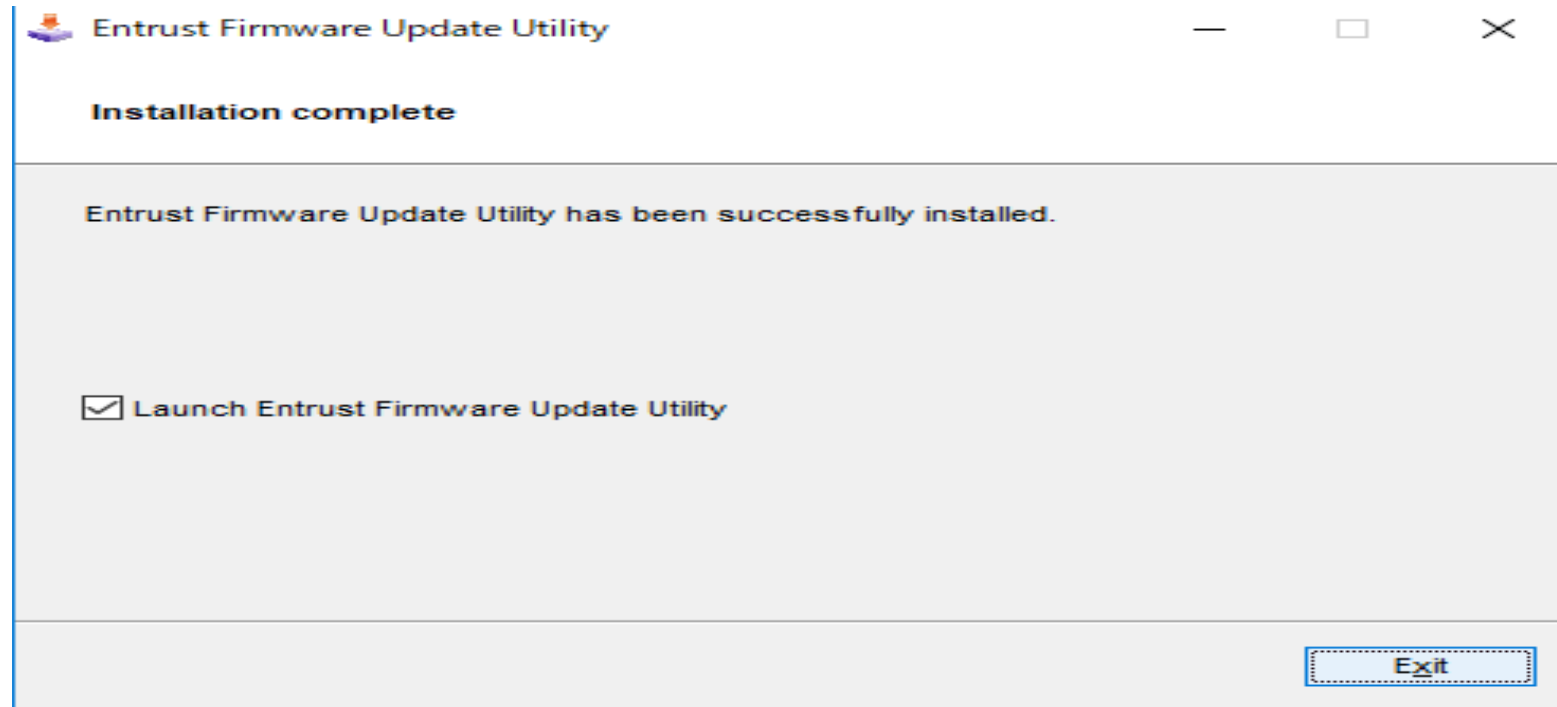 Entrust Firmware Update Utility
Installation complete
Entrust Firmware Update Utility has been successfully installed.
Launch Entrust Firmware Update Utility
Exit